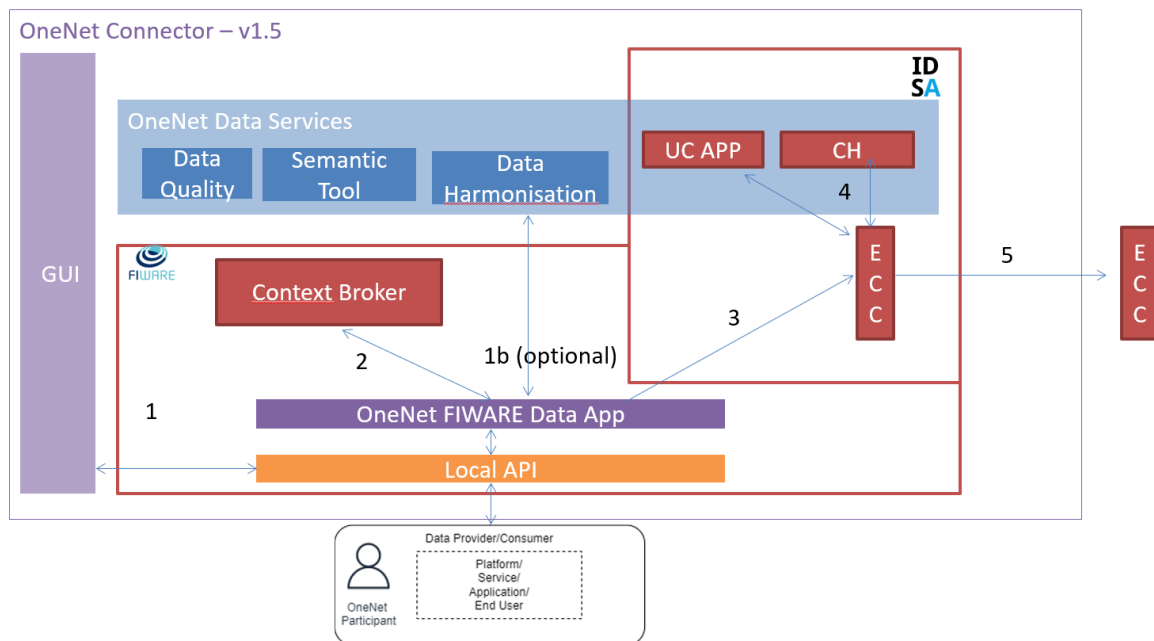 OneNet Connector – v1.5
ID
SA
OneNet Data Services
UC APP
CH
Data
Quality
Semantic
Tool
Data
Harmonisation
4
FIWARE
GUI
Context Broker
E
C
C
5
E
C
C
3
2
1b (optional)
1
OneNet FIWARE Data App
Local API
Data Provider/Consumer
Platform/
Service/
Application/
End User
OneNet
Participant